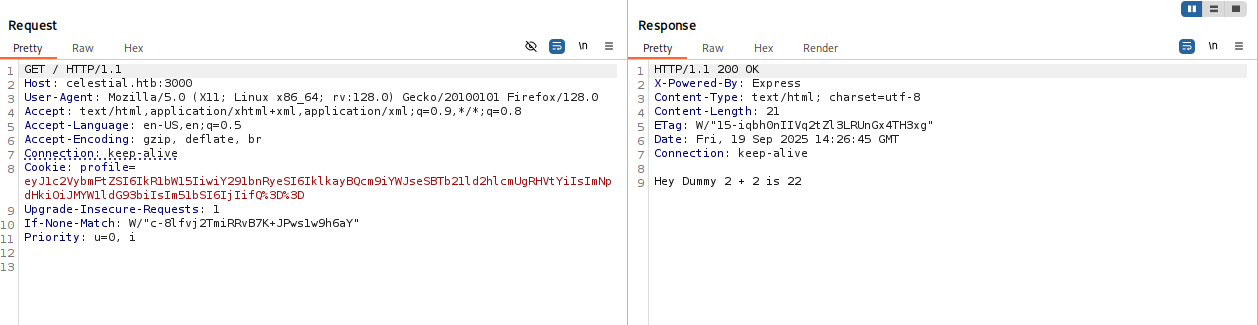 Request
Pretty
Raw
Hex
\n
1 GET / HTTP/1.1
2 Host: celestial.htb:3000
3 User-Agent: Mozilla/5.0 (X11; Linux x86_64; rv:128.0) Gecko/20100101 Firefox/128.0
4 Accept: text/html,application/xhtml+xml,application/xml;q=0.9,*/*;q=0.8
5 Accept-Language: en-US,en;q=0.5
6 Accept-Encoding: gzip, deflate, br
7 Connection: keep-alive
8 Cookie: profile=
eyJ1c2VybmFtZSI6IkR1bW15IiwiY291bnRyeSI6IklkayBQcm9iYWJseSBTb21ld2hlcmUgRHVtYiIsImNp
dHkiOiJMYW1ldG93biIsIm51bSI6IjIifQ%3D%3D
9 Upgrade-Insecure-Requests: 1
10 If-None-Match: W/"c-8lfvj2TmiRRvB7K+JPws1w9h6aY"
11 Priority: u=0, i
12
13
Response
Pretty
Raw
Hex
Render
\n
1 HTTP/1.1 200 OK
2 X-Powered-By: Express
3 Content-Type: text/html; charset=utf-8
4 Content-Length: 21
5 ETag: W/"15-iqbh0nIIVq2tZl3LRUnGx4TH3xg"
6 Date: Fri, 19 Sep 2025 14:26:45 GMT
7 Connection: keep-alive
8
9 Hey Dummy 2 + 2 is 22